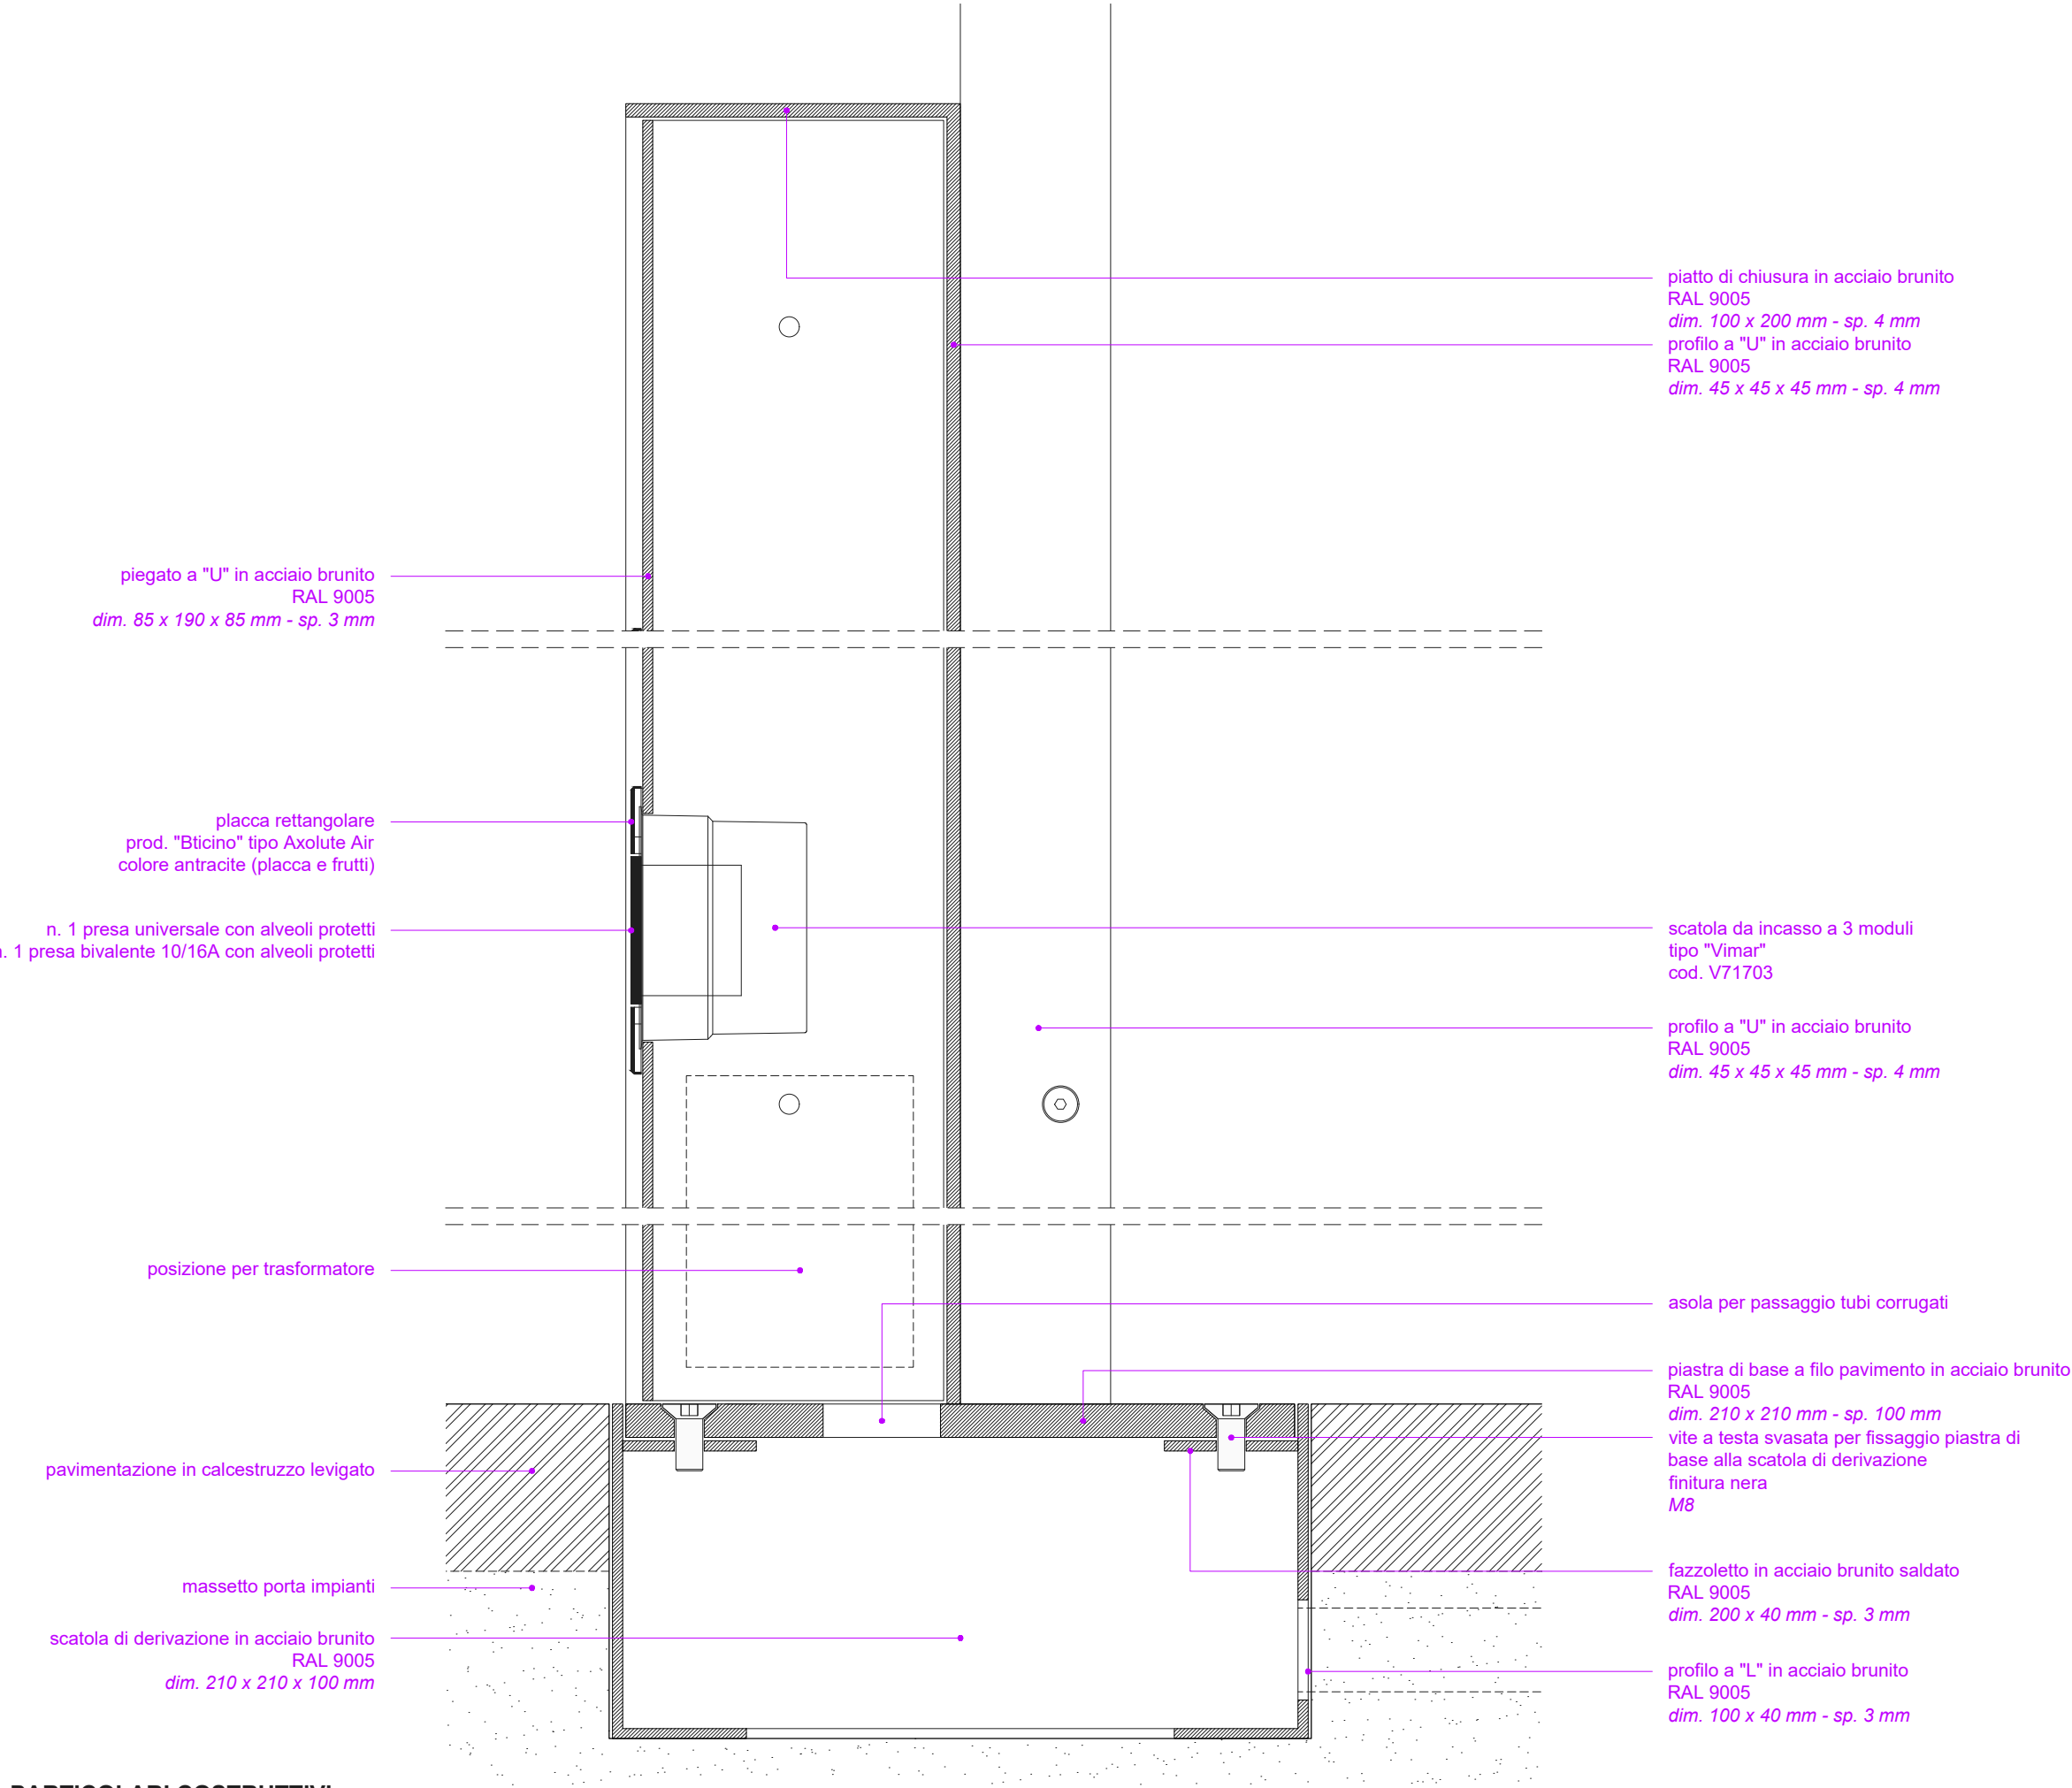 piatto di chiusura in acciaio brunito
RAL 9005
dim. 100 x 200 mm - sp. 4 mm
profilo a "U" in acciaio brunito
RAL 9005
dim. 45 x 45 x 45 mm - sp. 4 mm
piegato a "U" in acciaio brunito
RAL 9005
dim. 85 x 190 x 85 mm - sp. 3 mm
placca rettangolare
prod. "Bticino" tipo Axolute Air
colore antracite (placca e frutti)
n. 1 presa universale con alveoli protetti
n. 1 presa bivalente 10/16A con alveoli protetti
scatola da incasso a 3 moduli
tipo "Vimar"
cod. V71703
profilo a "U" in acciaio brunito
RAL 9005
dim. 45 x 45 x 45 mm - sp. 4 mm
posizione per trasformatore
asola per passaggio tubi corrugati
piastra di base a filo pavimento in acciaio brunito
RAL 9005
dim. 210 x 210 mm - sp. 100 mm
vite a testa svasata per fissaggio piastra di
base alla scatola di derivazione
finitura nera
M8
pavimentazione in calcestruzzo levigato
massetto porta impianti
scatola di derivazione in acciaio brunito
RAL 9005
dim. 210 x 210 x 100 mm
fazzoletto in acciaio brunito saldato
RAL 9005
dim. 200 x 40 mm - sp. 3 mm
profilo a "L" in acciaio brunito
RAL 9005
dim. 100 x 40 mm - sp. 3 mm
PARTICOLARI COSTRUTTIVI